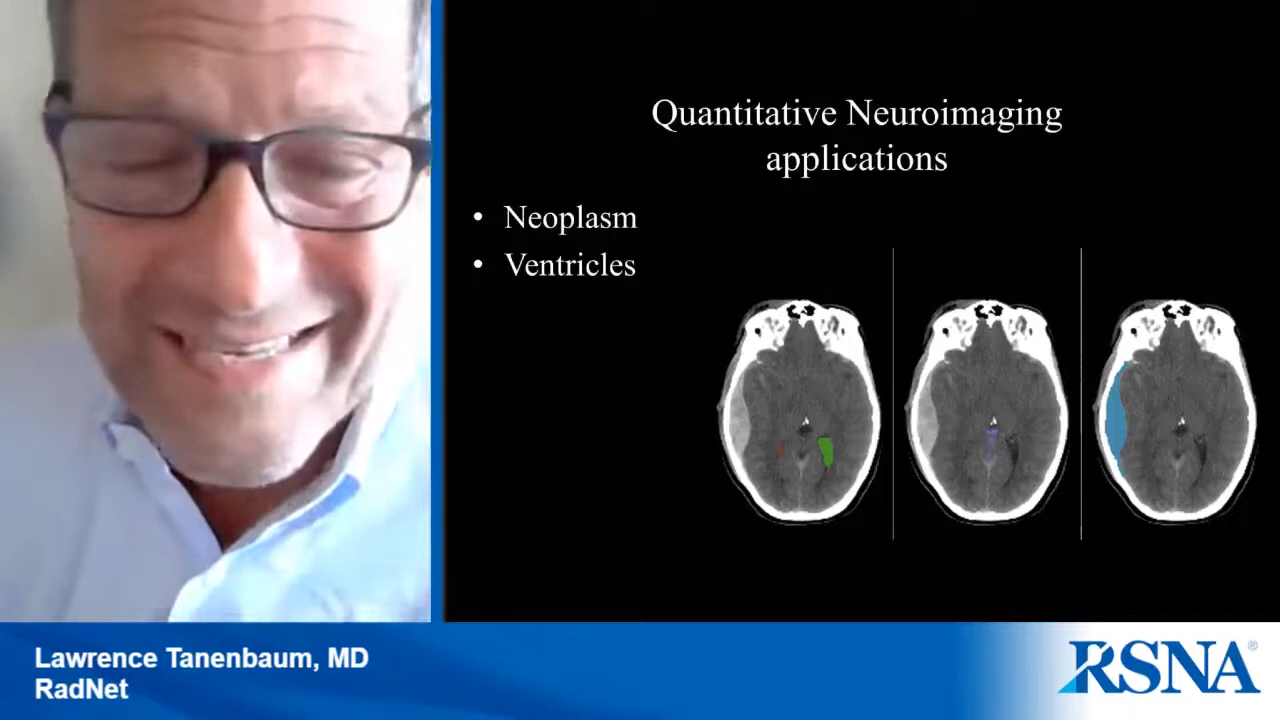 Quantitative Neuroimaging
applications
• Neoplasm
• Ventricles
Lawrence Tanenbaum, MD
RadNet
RSNA®